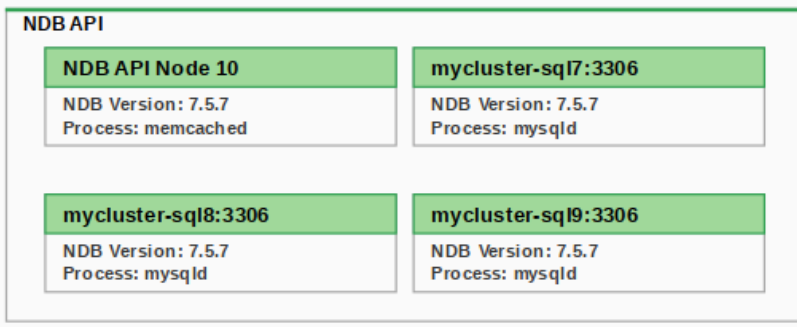 NDB API
NDB API Node 10
NDB Version: 7.5.7
Process: memcached
mycluster-sql7:3306
NDB Version: 7.5.7
Process: mysqld
mycluster-sql8:3306
NDB Version: 7.5.7
Process: mysqld
mycluster-sql9:3306
NDB Version: 7.5.7
Process: mysqld